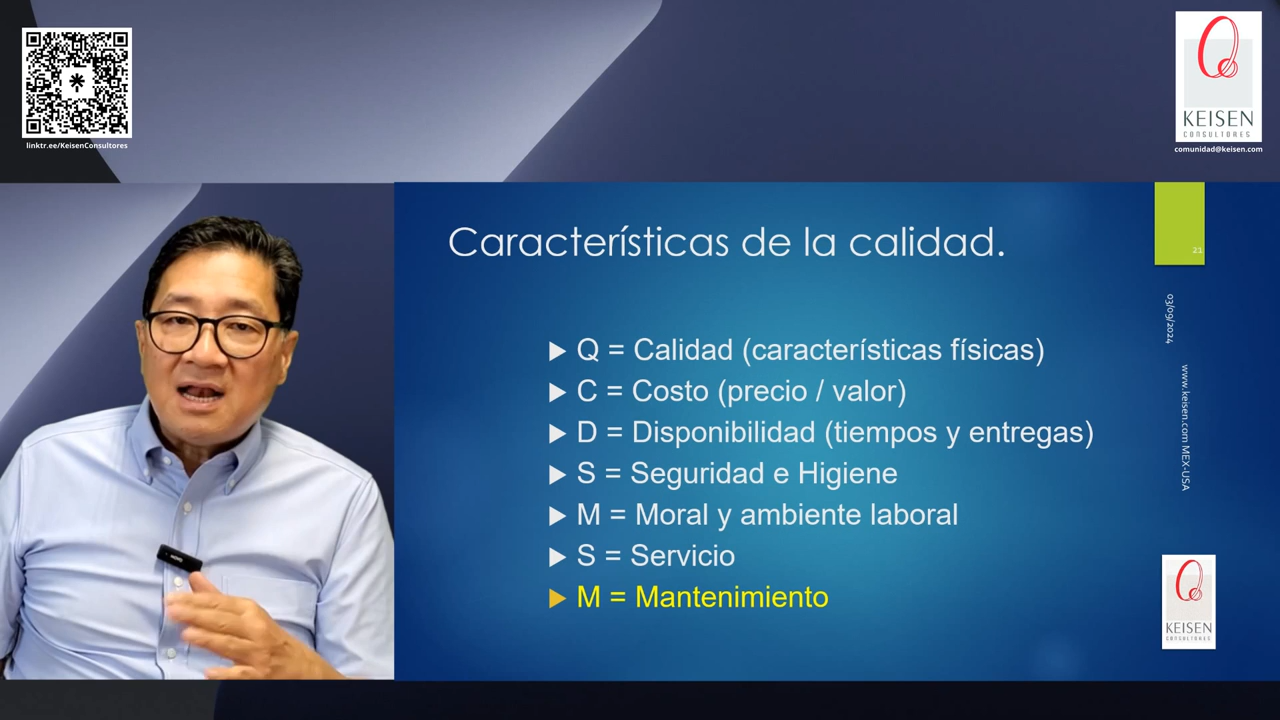 linktr.ee/KeisenConsultores
KEISEN
CONSULTORES
comunidad@keisen.com
Características de la calidad.
23
03/09/2024
www.keisen.com MEX-USA
▶ Q = Calidad (características físicas)
▶ C = Costo (precio / valor)
▶ D = Disponibilidad (tiempos y entregas)
▶ S = Seguridad e Higiene
▶ M = Moral y ambiente laboral
▶ S = Servicio
▶ M = Mantenimiento
KEISEN
CONSULTORES